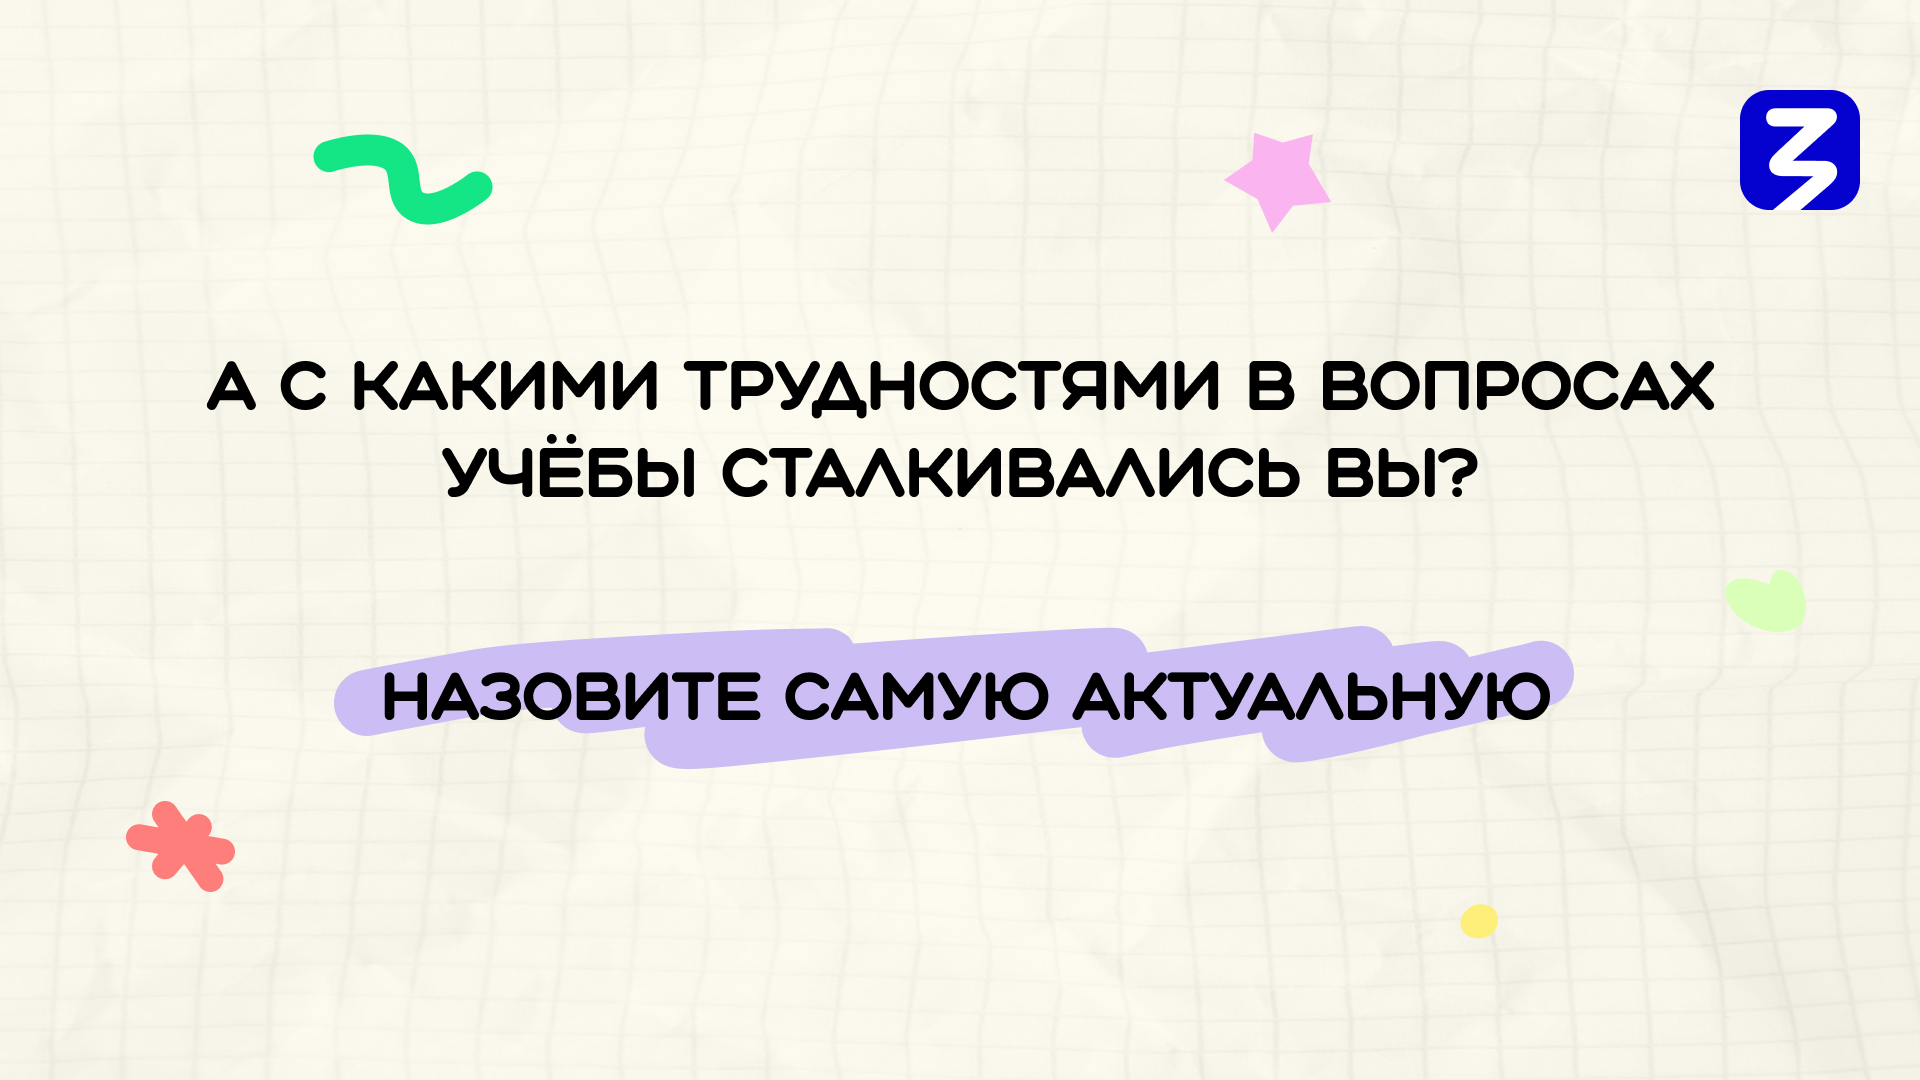 А С КАКИМИ ТРУДНОСТЯМИ В ВОПРОСАХ
УЧЁБЫ СТАЛКИВАЛИСЬ ВЫ?
НАЗОВИТЕ САМУЮ АКТУАЛЬНУЮ